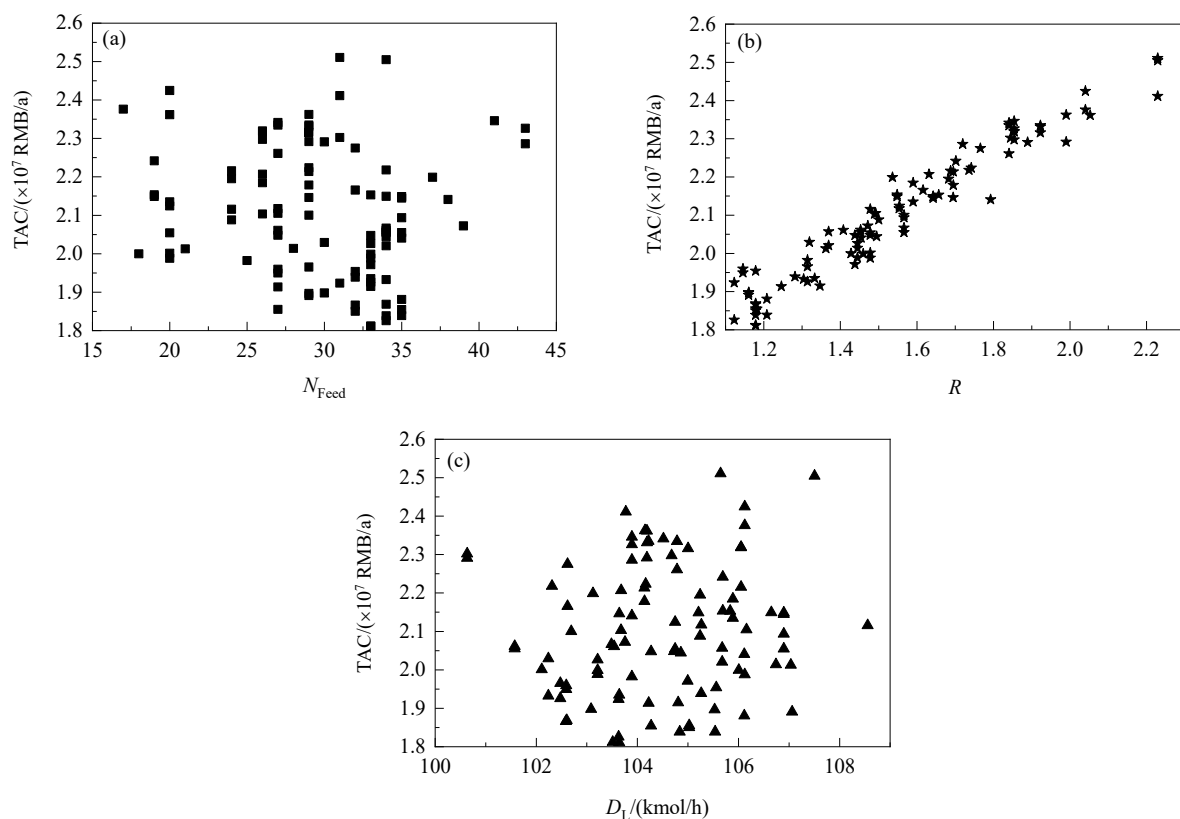 (a)
2.6
2.5
2.4
2.3
2.2
2.1
2.0
1.9
1.8
TAC/(×10⁷ RMB/a)
15 20 25 30 35 40 45
N_Feed
(b)
2.6
2.5
2.4
2.3
2.2
2.1
2.0
1.9
1.8
TAC/(×10⁷ RMB/a)
1.2 1.4 1.6 1.8 2.0 2.2
R
(c)
2.6
2.5
2.4
2.3
2.2
2.1
2.0
1.9
1.8
TAC/(×10⁷ RMB/a)
100 102 104 106 108
D_L/(kmol/h)